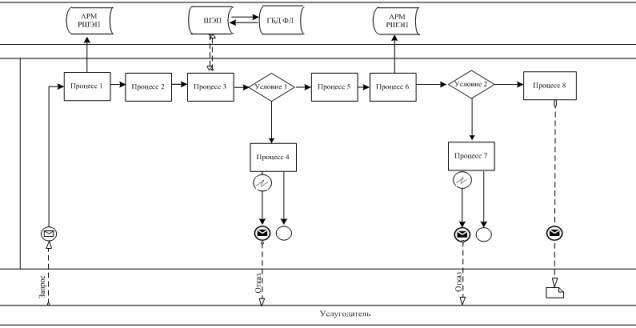 АРМ
РШЭП
ШЭП
ГБД ФЛ
АРМ
РШЭП
Процесс 1
Процесс 2
Процесс 3
Условие 1
Процесс 5
Процесс 6
Условие 2
Процесс 8
Процесс 4
Процесс 7
Запрос
Отказ
Отказ
Услугодатель